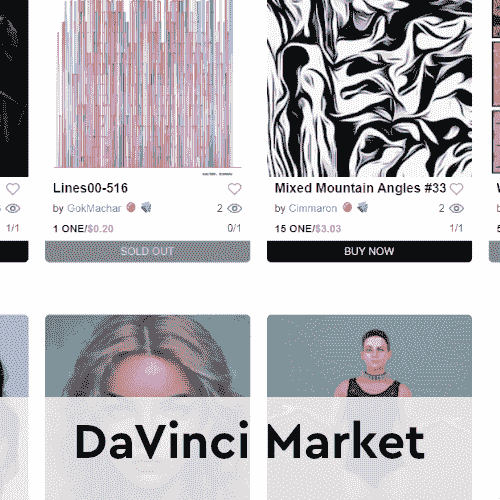 Lines00-516
by GokMachar
2
1 ONE/$0.20
0/1
SOLD OUT
Mixed Mountain Angles #33
by Cimmaron
2
15 ONE/$3.03
1/1
BUY NOW
1/1
DaVinci Market